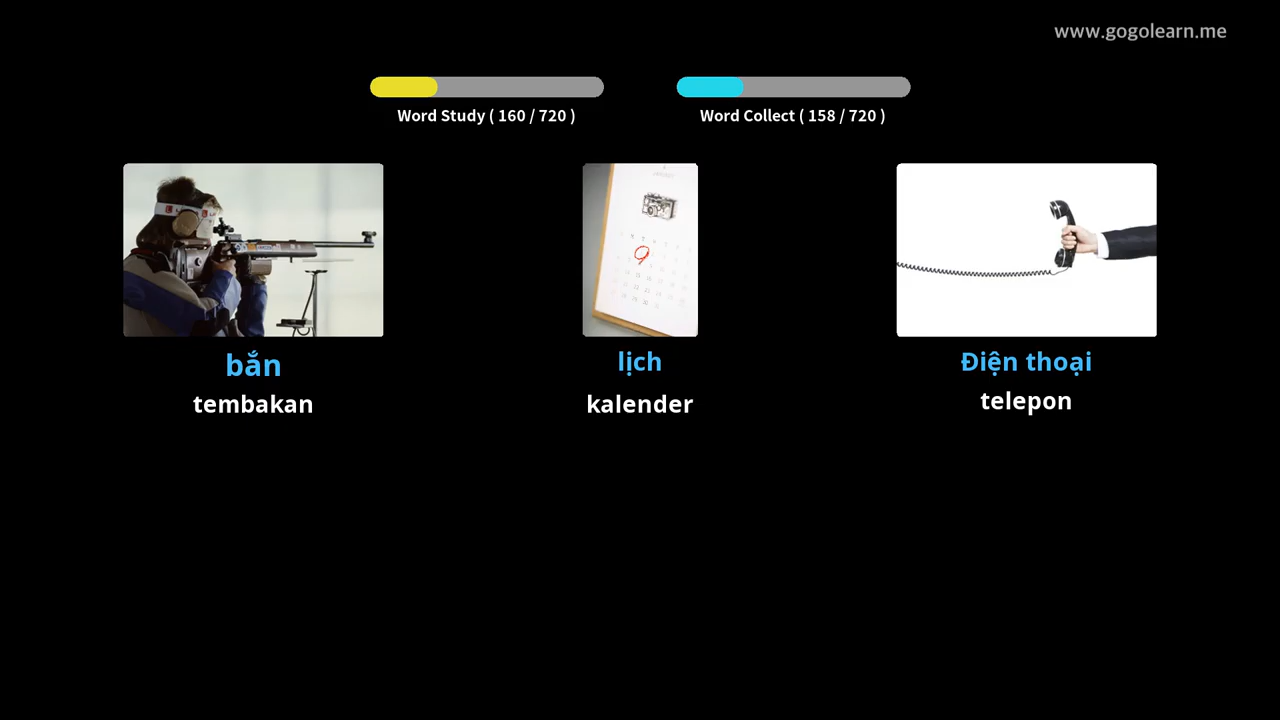 www.gogolearn.me
Word Study ( 160 / 720 )
Word Collect ( 158 / 720 )
bắn
lịch
Điện thoại
tembakan
kalender
telepon